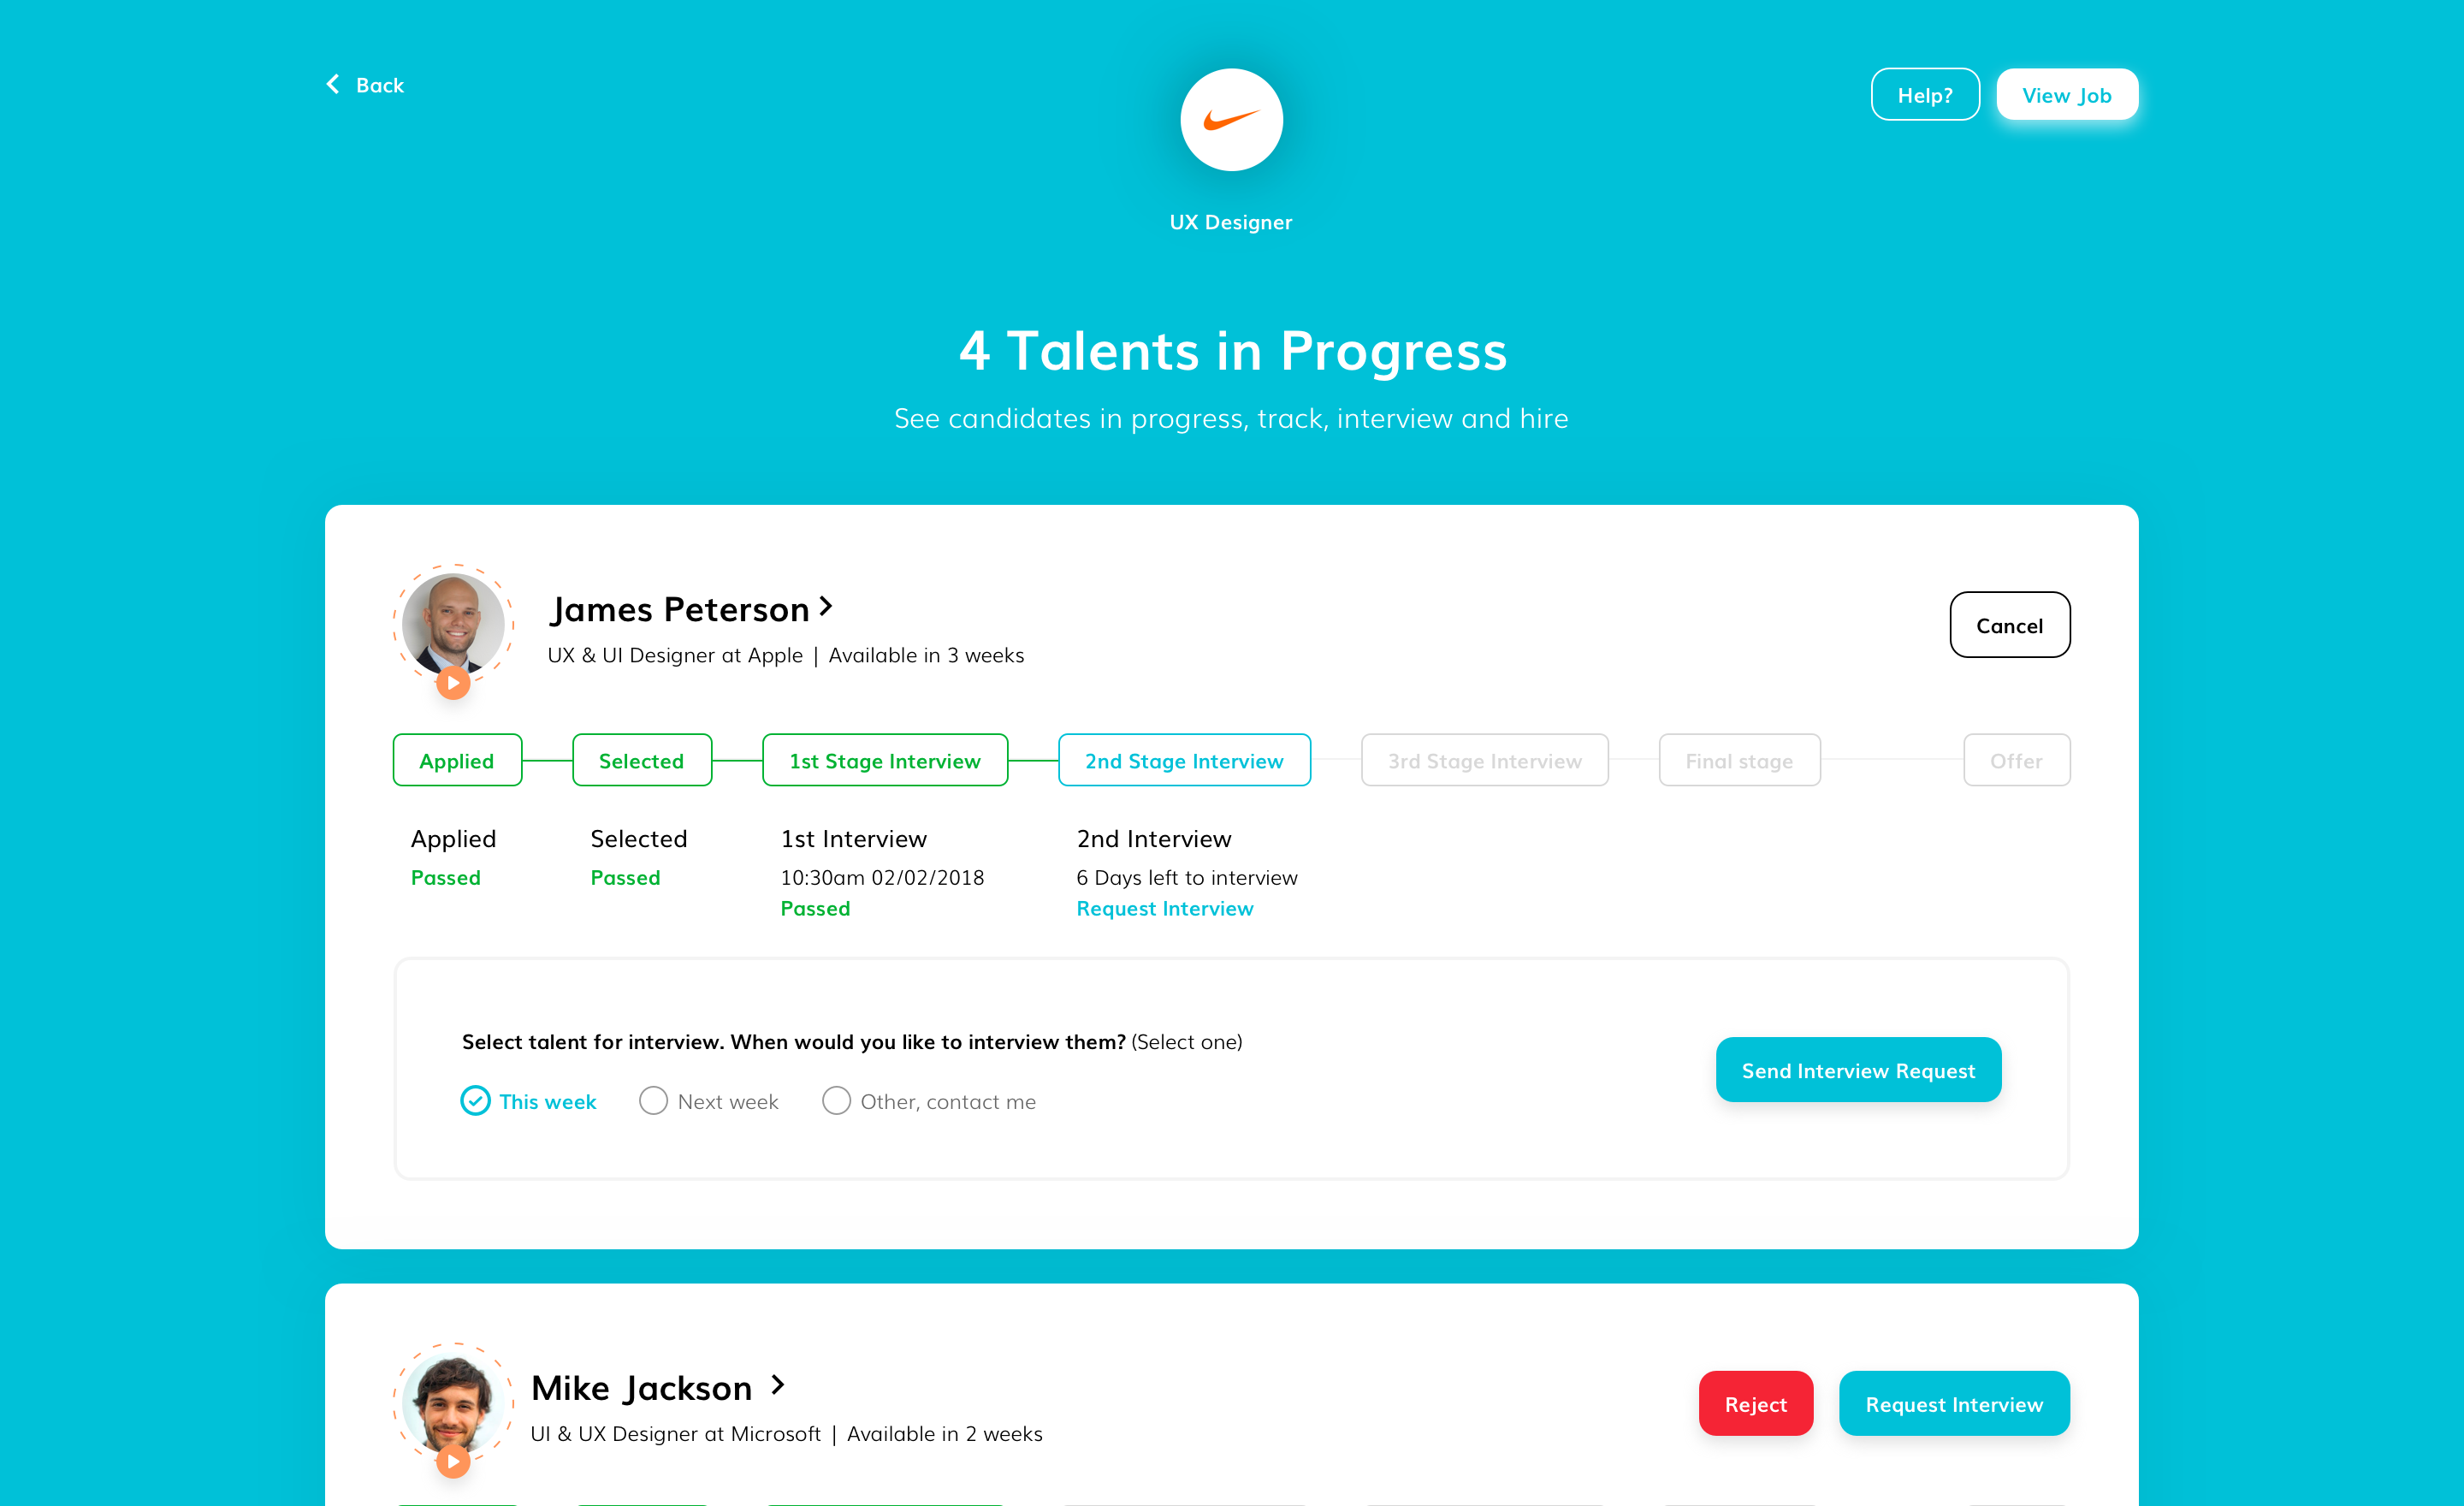 Back
Help?
View Job
UX Designer
4 Talents in Progress
See candidates in progress, track, interview and hire
James Peterson
UX & UI Designer at Apple | Available in 3 weeks
Cancel
Applied
Selected
1st Stage Interview
2nd Stage Interview
3rd Stage Interview
Final stage
Offer
Applied
Passed
Selected
Passed
1st Interview
10:30am 02/02/2018
Passed
2nd Interview
6 Days left to interview
Request Interview
Select talent for interview. When would you like to interview them? (Select one)
This week
Next week
Other, contact me
Send Interview Request
Mike Jackson
UI & UX Designer at Microsoft | Available in 2 weeks
Reject
Request Interview